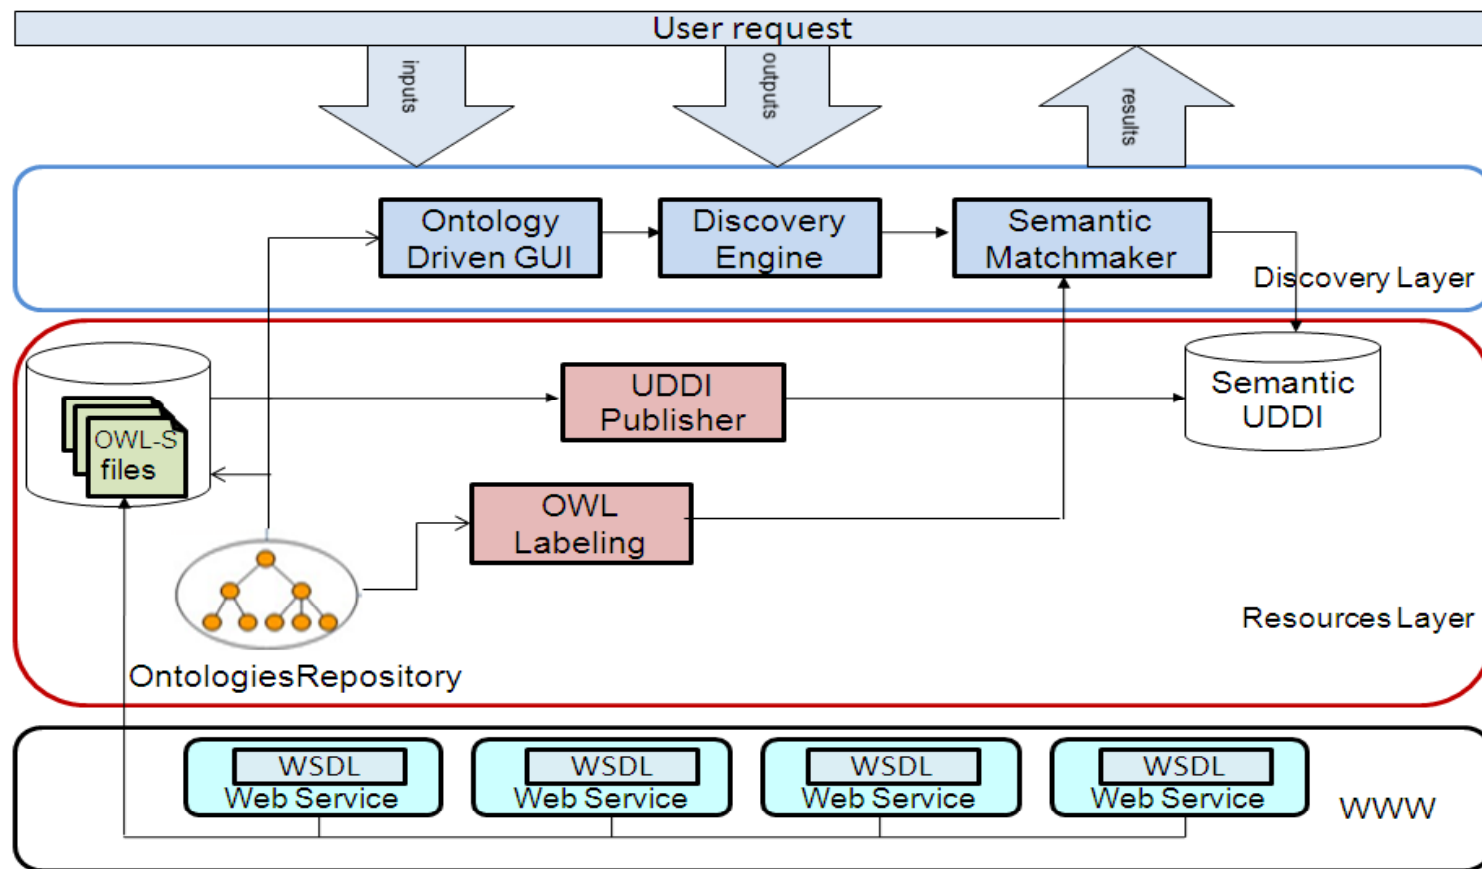 User request
inputs
outputs
results
Ontology
Driven GUI
Discovery
Engine
Semantic
Matchmaker
Discovery Layer
OWL-S
files
UDDI
Publisher
Semantic
UDDI
OWL
Labeling
OntologiesRepository
Resources Layer
WSDL
Web Service
WSDL
Web Service
WSDL
Web Service
WSDL
Web Service
WWW